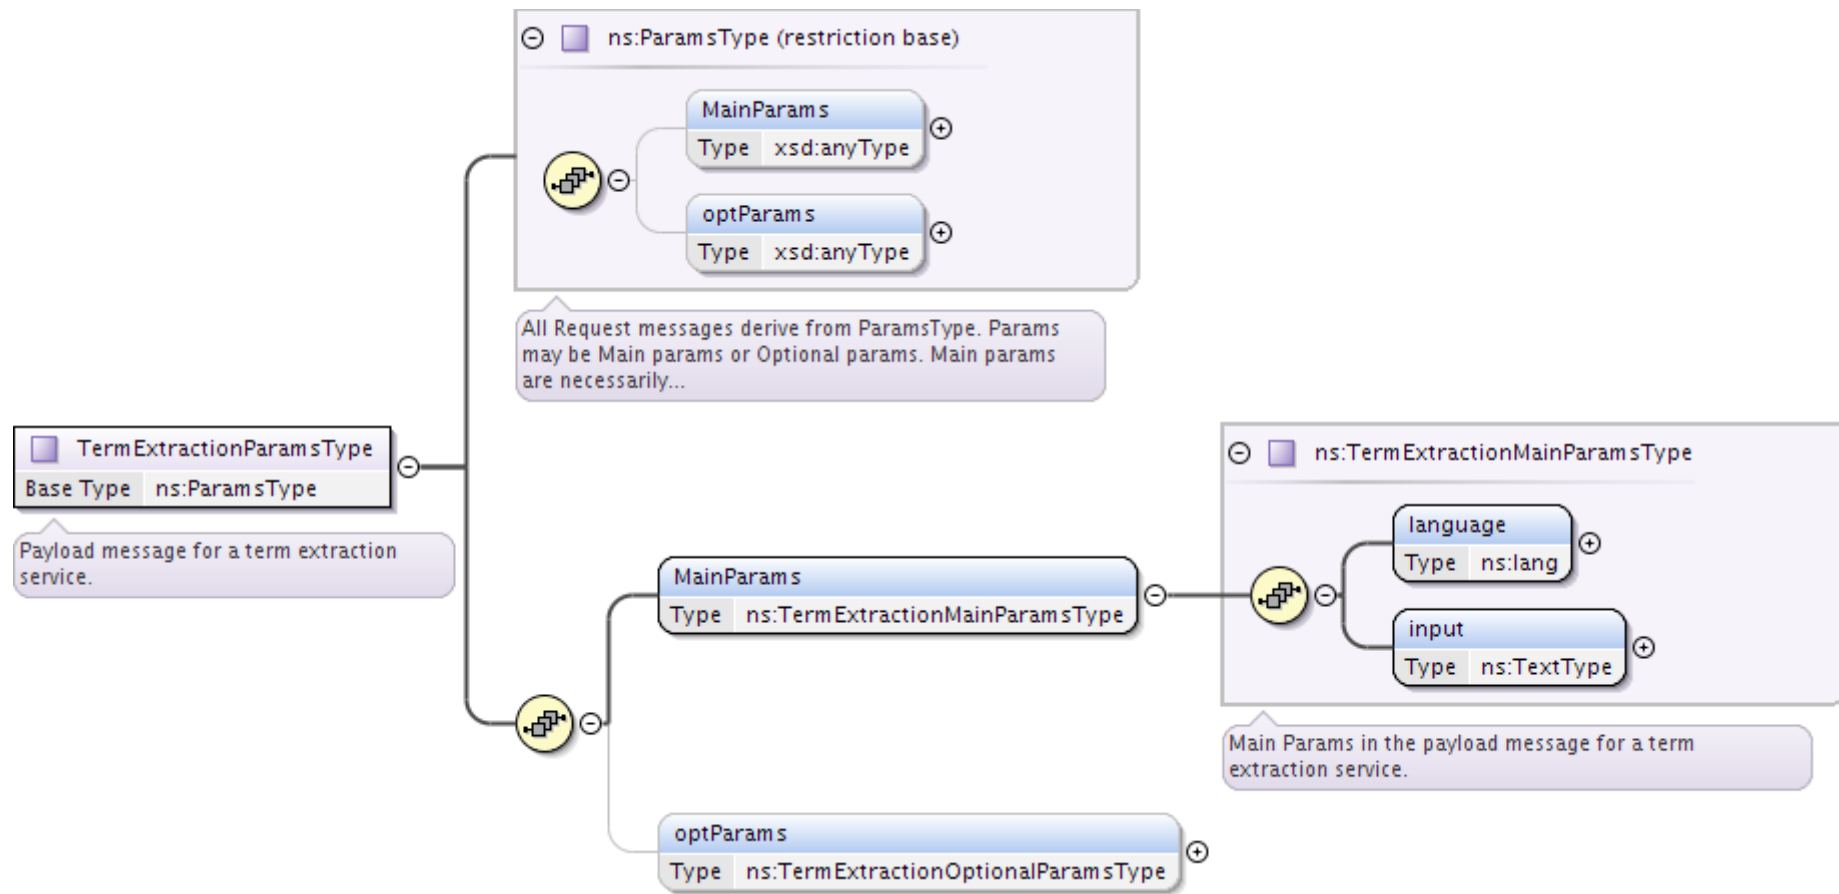 ns:ParamsType (restriction base)
MainParams
Type xsd:anyType
optParams
Type xsd:anyType
All Request messages derive from ParamsType. Params
may be Main params or Optional params. Main params
are necessarily...
TermExtractionParamsType
Base Type ns:ParamsType
Payload message for a term extraction
service.
ns:TermExtractionMainParamsType
language
Type ns:lang
input
Type ns:TextType
Main Params in the payload message for a term
extraction service.
MainParams
Type ns:TermExtractionMainParamsType
optParams
Type ns:TermExtractionOptionalParamsType